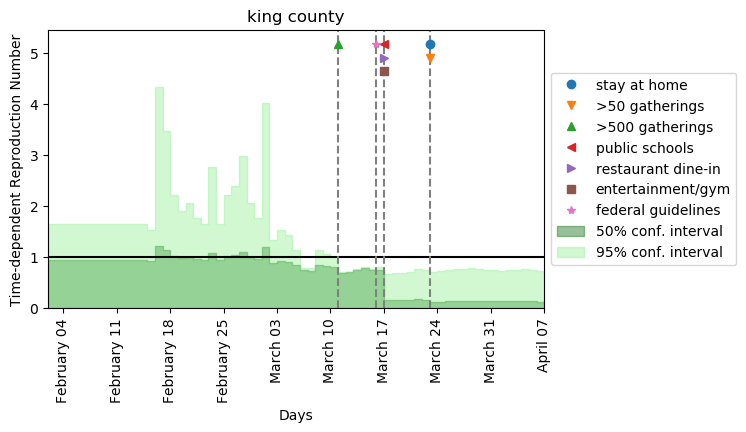 king county
Time-dependent Reproduction Number
5
4
3
2
1
0
February 04
February 11
February 18
February 25
March 03
March 10
March 17
March 24
March 31
April 07
Days
stay at home
>50 gatherings
>500 gatherings
public schools
restaurant dine-in
entertainment/gym
federal guidelines
50% conf. interval
95% conf. interval